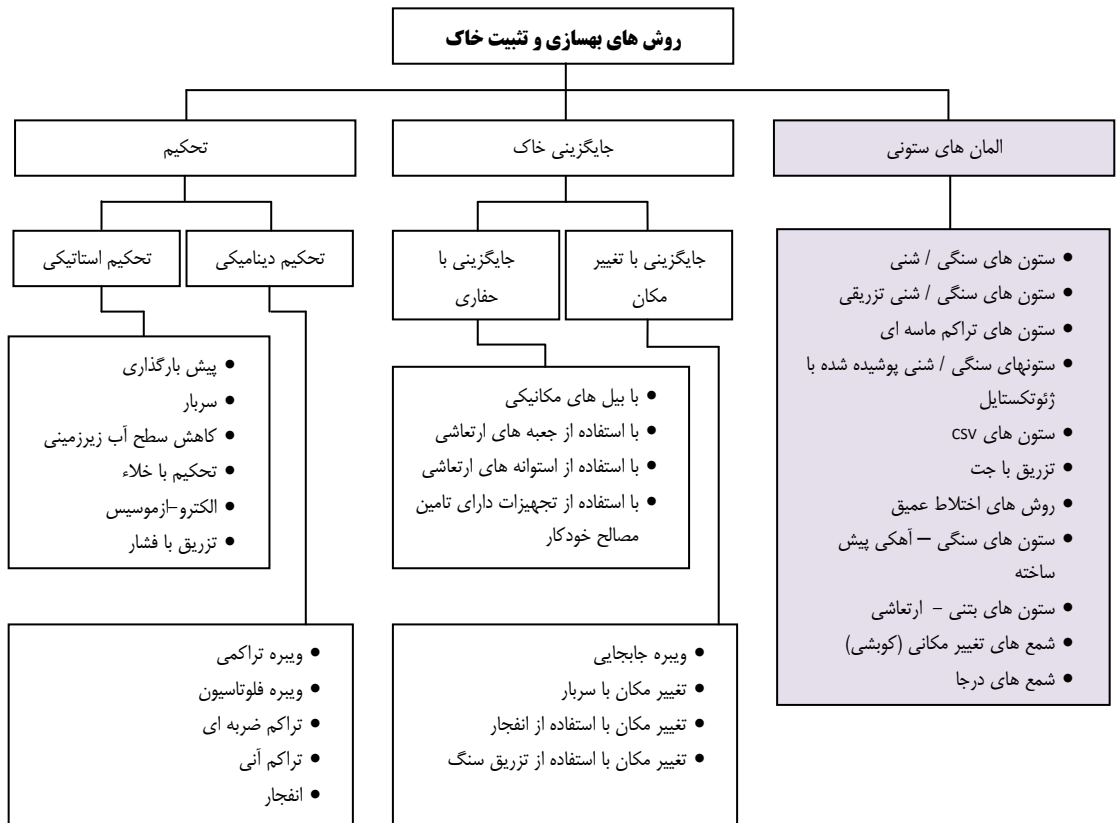 روش های بهسازی و تثبیت خاک
المان های ستونی
ستون های سنگی / شنی
ستون های سنگی / شنی تزریقی
ستون های تراکم ماسه ای
ستونهای سنگی / شنی پوشیده شده با
ژئوتکستایل
ستون های csv
تزریق با جت
روش های اختلاط عمیق
ستون های سنگی – آهکی پیش
ساخته
ستون های بتنی - ارتعاشی
شمع های تغییر مکانی (کوبشی)
شمع های درجا
جایگزینی خاک
جایگزینی با تغییر
مکان
جایگزینی با
حفاری
با بیل های مکانیکی
با استفاده از جعبه های ارتعاشی
با استفاده از استوانه های ارتعاشی
با استفاده از تجهیزات دارای تامین
مصالح خودکار
ویبره جابجایی
تغییر مکان با سربار
تغییر مکان با استفاده از انفجار
تغییر مکان با استفاده از تزریق سنگ
تحکیم
تحکیم دینامیکی
تحکیم استاتیکی
پیش بارگذاری
سربار
کاهش سطح آب زیرزمینی
تحکیم با خلاء
الکترو-ازموسیس
تزریق با فشار
ویبره تراکمی
ویبره فلوتاسیون
تراکم ضربه ای
تراکم آنی
انفجار